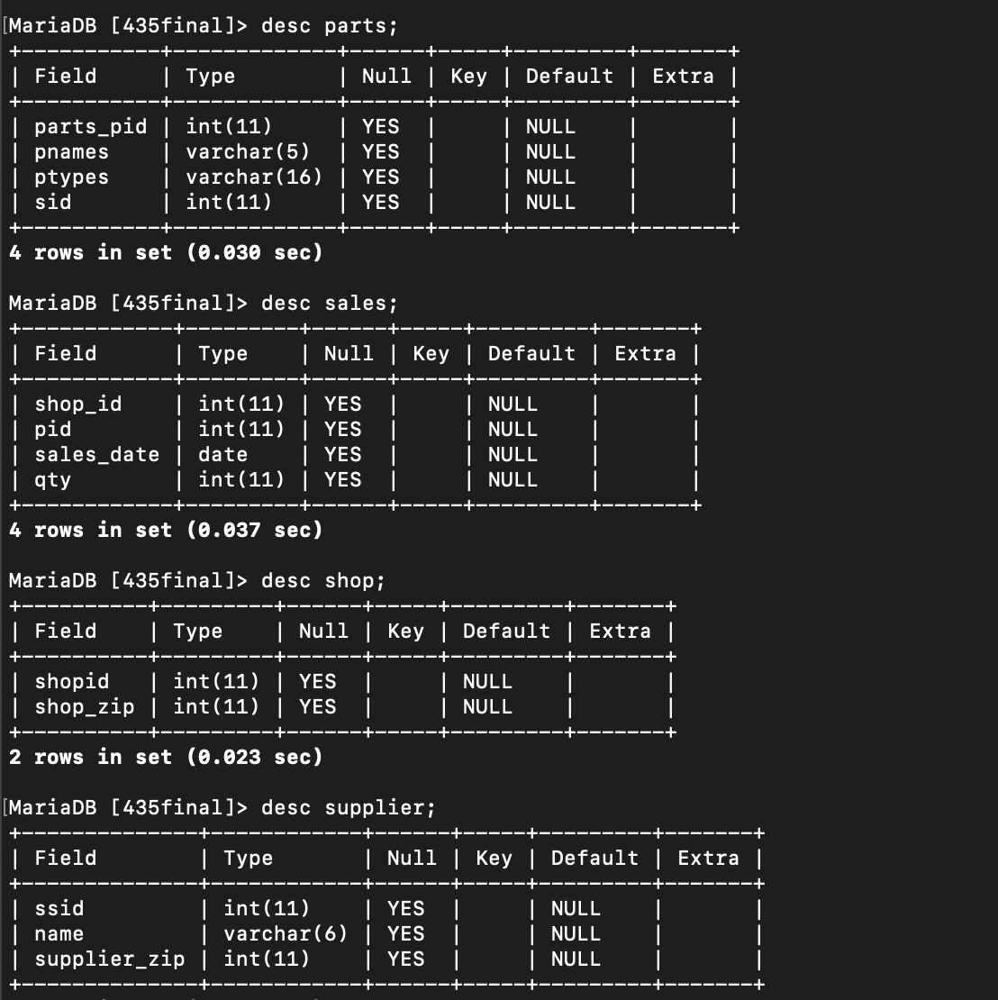 MariaDB [435final]> desc parts;
+------------+-------------+------+-----+---------+-------+
| Field      | Type        | Null | Key | Default | Extra |
+------------+-------------+------+-----+---------+-------+
| parts_pid  | int(11)     | YES  |     | NULL    |       |
| pnames     | varchar(5)  | YES  |     | NULL    |       |
| ptypes     | varchar(16) | YES  |     | NULL    |       |
| sid        | int(11)     | YES  |     | NULL    |       |
+------------+-------------+------+-----+---------+-------+
4 rows in set (0.030 sec)

MariaDB [435final]> desc sales;
+------------+---------+------+-----+---------+-------+
| Field      | Type    | Null | Key | Default | Extra |
+------------+---------+------+-----+---------+-------+
| shop_id    | int(11) | YES  |     | NULL    |       |
| pid        | int(11) | YES  |     | NULL    |       |
| sales_date | date    | YES  |     | NULL    |       |
| qty        | int(11) | YES  |     | NULL    |       |
+------------+---------+------+-----+---------+-------+
4 rows in set (0.037 sec)

MariaDB [435final]> desc shop;
+----------+---------+------+-----+---------+-------+
| Field    | Type    | Null | Key | Default | Extra |
+----------+---------+------+-----+---------+-------+
| shopid   | int(11) | YES  |     | NULL    |       |
| shop_zip | int(11) | YES  |     | NULL    |       |
+----------+---------+------+-----+---------+-------+
2 rows in set (0.023 sec)

MariaDB [435final]> desc supplier;
+--------------+------------+------+-----+---------+-------+
| Field        | Type       | Null | Key | Default | Extra |
+--------------+------------+------+-----+---------+-------+
| ssid         | int(11)    | YES  |     | NULL    |       |
| name         | varchar(6) | YES  |     | NULL    |       |
| supplier_zip | int(11)    | YES  |     | NULL    |       |
+--------------+------------+------+-----+---------+-------+